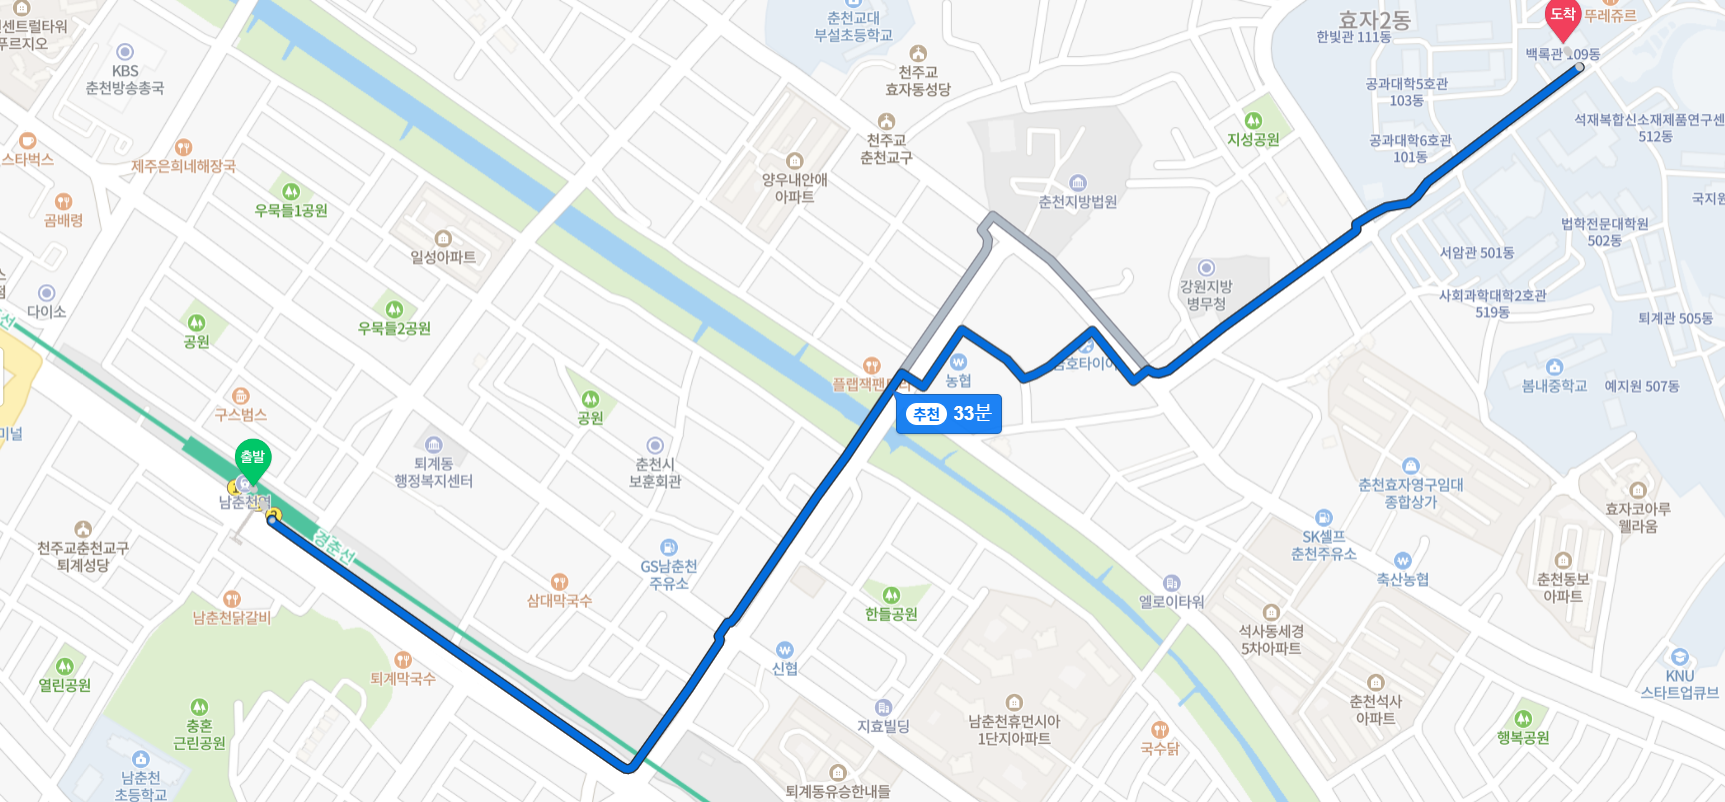 춘천교대
부설초등학교
효자2동
도착
뚜레쥬르
센트럴타워
푸르지오
한빛관 111동
백록관 109동
KBS
춘천방송총국
천주교
효자동성당
공과대학5호관
103동
석재복합신소재제품연구센
512동
천주교
춘천교구
지성공원
공과대학6호관
101동
스타벅스
제주은희네해장국
양우내안애
아파트
춘천지방법원
국지원
곰배령
우묵들1공원
법학전문대학원
502동
일성아파트
서암관 501동
강원지방
병무청
다이소
사회과학대학2호관
519동
우묵들2공원
퇴계관 505동
공원
농협
봄내중학교
예지원 507동
공원
구스범스
추천 33분
미널
출발
퇴계동
행정복지센터
춘천시
보훈회관
춘천효자영구임대
종합상가
남춘천역
효자코아루
웰라움
천주교춘천교구
퇴계성당
경춘선
SK셀프
춘천주유소
GS남춘천
주유소
축산농협
춘천동보
아파트
삼대막국수
한들공원
엘로이타워
남춘천닭갈비
석사동세경
5차아파트
신협
열린공원
퇴계막국수
KNU
스타트업큐브
춘천석사
아파트
충혼
근린공원
지효빌딩
남춘천휴먼시아
1단지아파트
국수닭
행복공원
남춘천
초등학교
퇴계동유승한내들